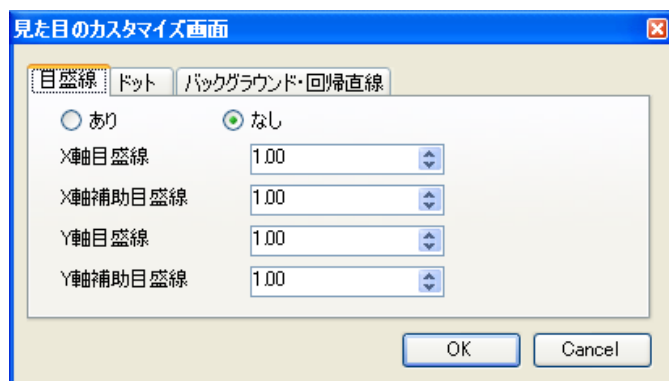 見た目のカスタマイズ画面
目盛線 ドット バックグラウンド・回帰直線
あり なし
X軸目盛線 1.00
X軸補助目盛線 1.00
Y軸目盛線 1.00
Y軸補助目盛線 1.00
OK Cancel